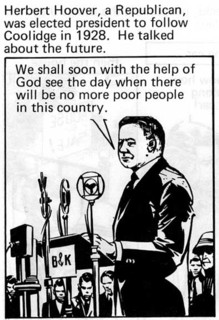 Herbert Hoover, a Republican,
was elected president to follow
Coolidge in 1928. He talked
about the future.
We shall soon with the help of
God see the day when there
will be no more poor people
in this country.
B&K